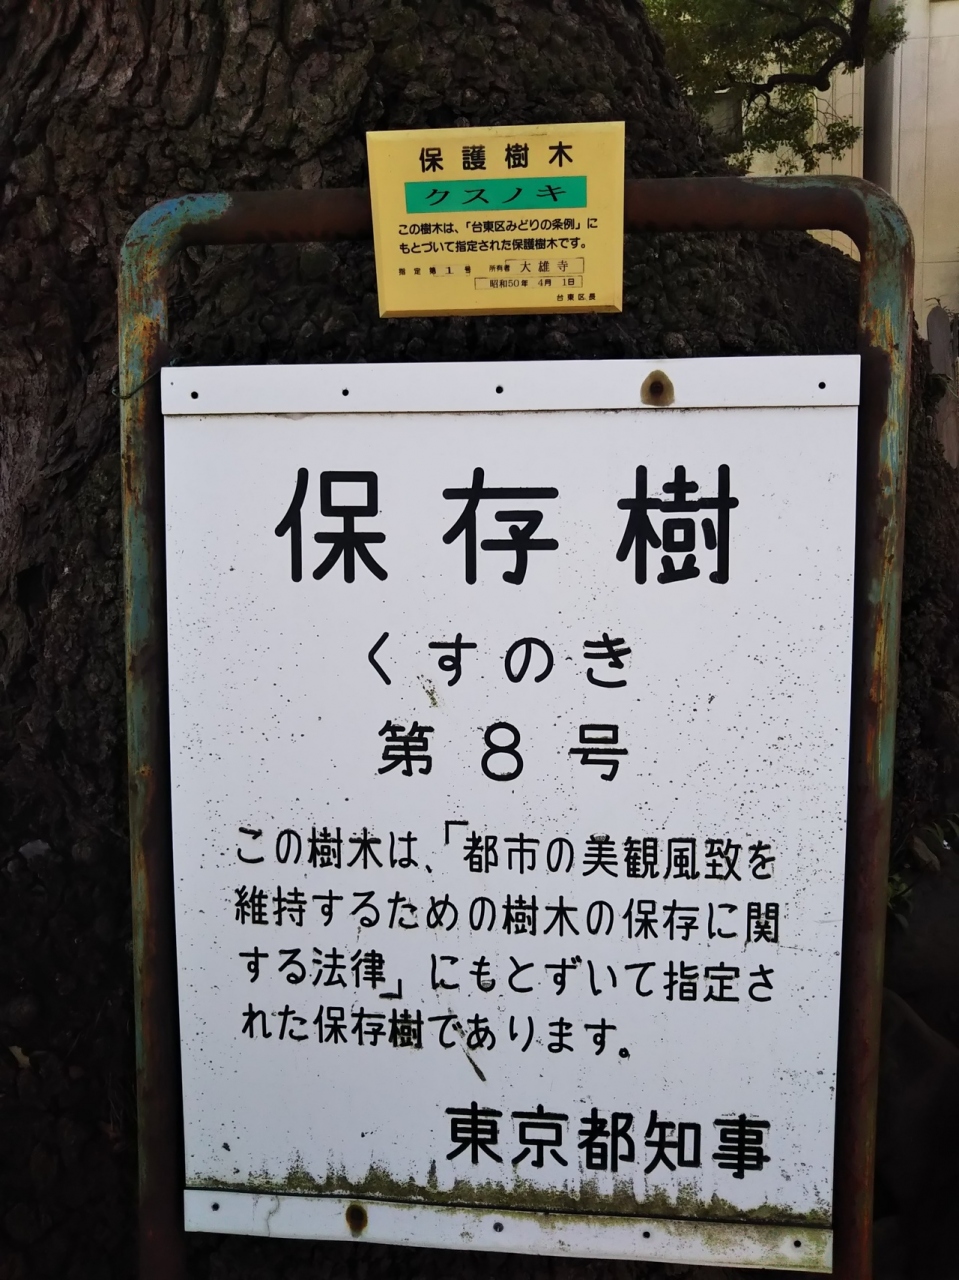 保護樹木
クスノキ
この樹木は、「台東区みどりの条例」に
もとづいて指定された保護樹木です。
指定第1号 所有者 大雄寺
昭和50年 4月 1日
台東区長
保存樹
くすのき
第8号
この樹木は、「都市の美観風致を
維持するための樹木の保存に関
する法律」にもとずいて指定さ
れた保存樹であります。
東京都知事